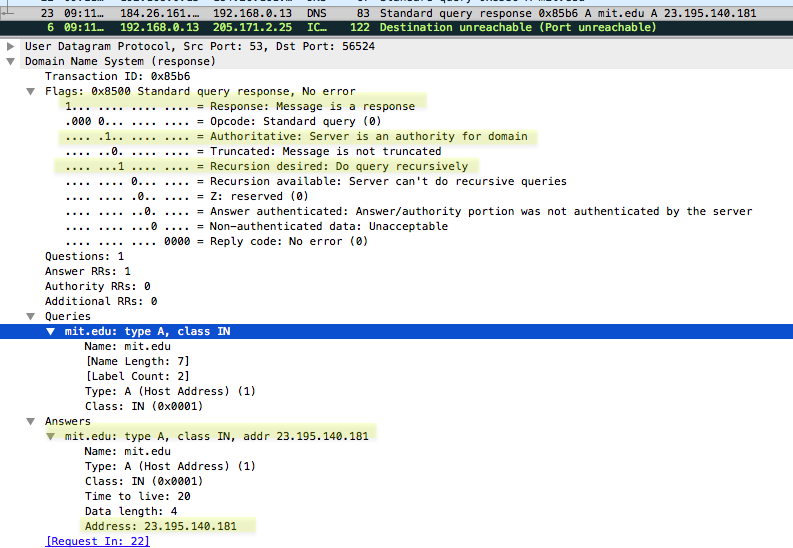 23 09:11… 184.26.161.… 192.168.0.13 DNS 83 Standard query response 0x85b6 A mit.edu A 23.195.140.181
6 09:11… 192.168.0.13 205.171.2.25 IC… 122 Destination unreachable (Port unreachable)
User Datagram Protocol, Src Port: 53, Dst Port: 56524
Domain Name System (response)
Transaction ID: 0x85b6
Flags: 0x8500 Standard query response, No error
1... .... .... .... = Response: Message is a response
.000 0... .... .... = Opcode: Standard query (0)
.... .1.. .... .... = Authoritative: Server is an authority for domain
.... ..0. .... .... = Truncated: Message is not truncated
.... ...1 .... .... = Recursion desired: Do query recursively
.... .... 0... .... = Recursion available: Server can't do recursive queries
.... .... .0.. .... = Z: reserved (0)
.... .... ..0. .... = Answer authenticated: Answer/authority portion was not authenticated by the server
.... .... ...0 .... = Non-authenticated data: Unacceptable
.... .... .... 0000 = Reply code: No error (0)
Questions: 1
Answer RRs: 1
Authority RRs: 0
Additional RRs: 0
Queries
mit.edu: type A, class IN
Name: mit.edu
[Name Length: 7]
[Label Count: 2]
Type: A (Host Address) (1)
Class: IN (0x0001)
Answers
mit.edu: type A, class IN, addr 23.195.140.181
Name: mit.edu
Type: A (Host Address) (1)
Class: IN (0x0001)
Time to live: 20
Data length: 4
Address: 23.195.140.181
[Request In: 22]